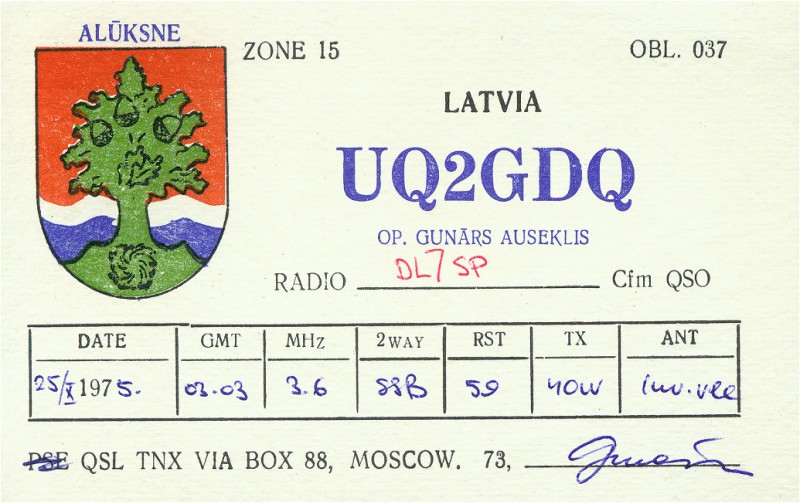 ALŪKSNE
ZONE 15 OBL. 037
LATVIA
UQ2GDQ
OP. GUNĀRS AUSEKLIS
RADIO DL7SP Cfm QSO
DATE GMT MHz 2WAY RST TX ANT
25/X 1975. 03.03 3.6 SSB 59 40W inv. vee
PSE QSL TNX VIA BOX 88, MOSCOW. 73,